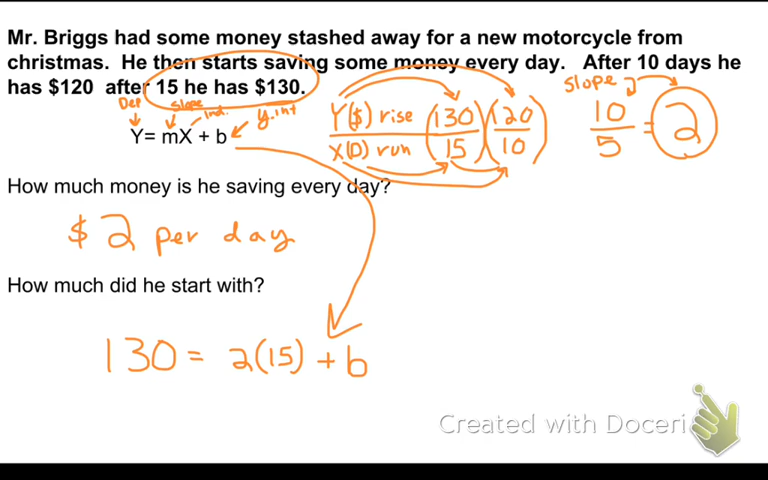 Mr. Briggs had some money stashed away for a new motorcycle from
christmas. He then starts saving some money every day. After 10 days he
has $120 after 15 he has $130.
Dep slope ind. y.int
Y= mX + b
Y($) rise (130 (120
X(D) run 15) 10)
slope
10
5 = 2
How much money is he saving every day?
$ 2 per day
How much did he start with?
130 = 2(15) + b
Created with Doceri